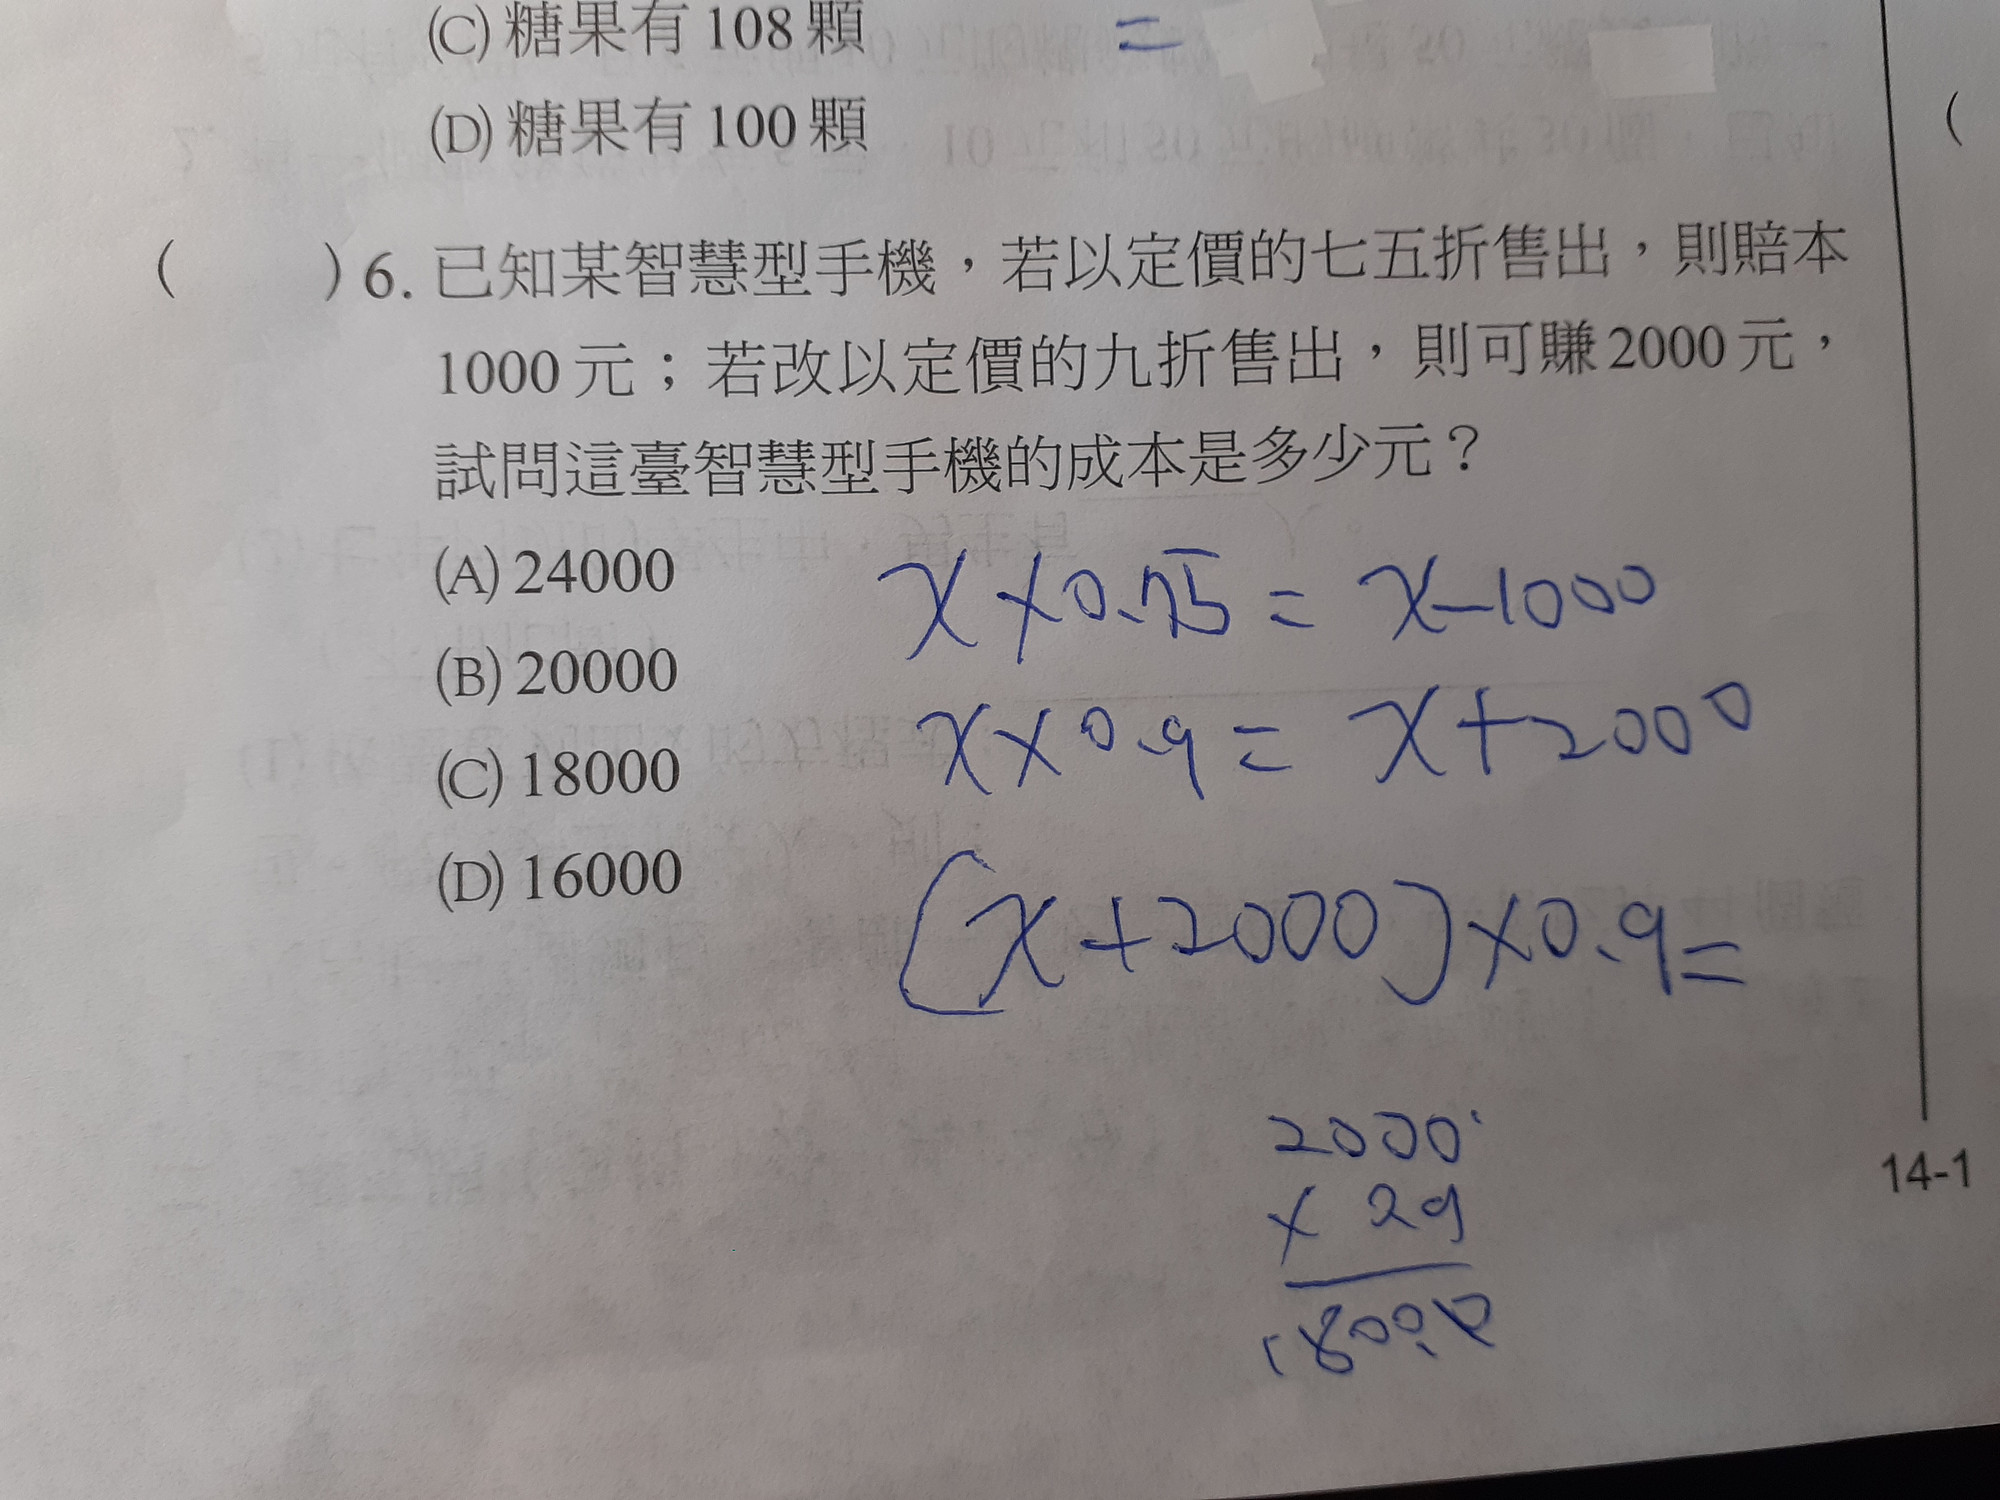 (C) 糖果有 108 顆
=
(D) 糖果有 100 顆
(
(　　) 6. 已知某智慧型手機，若以定價的七五折售出，則賠本
1000 元；若改以定價的九折售出，則可賺 2000 元，
試問這臺智慧型手機的成本是多少元？
(A) 24000
x×0.75=x-1000
(B) 20000
x×0.9=x+2000
(C) 18000
(D) 16000
(x+2000)×0.9=
2000
× 0.9
1800.0
14-1